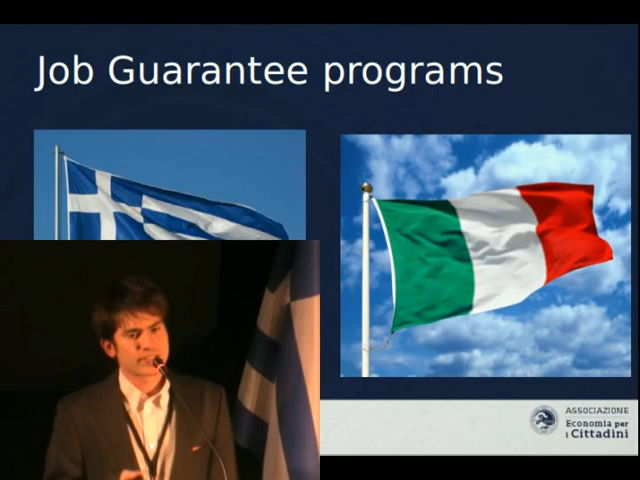 Job Guarantee programs
ASSOCIAZIONE
Economia per
i Cittadini